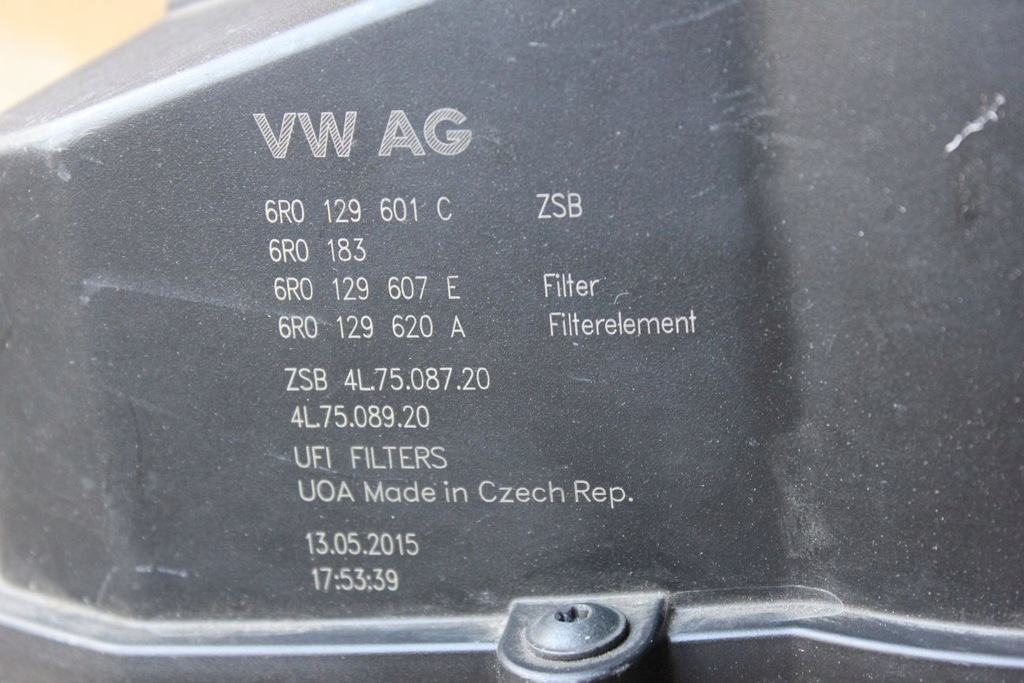 VW AG
6R0 129 601 C ZSB
6R0 183
6R0 129 607 E Filter
6R0 129 620 A Filterelement
ZSB 4L.75.087.20
4L.75.089.20
UFI FILTERS
UOA Made in Czech Rep.
13.05.2015
17:53:39